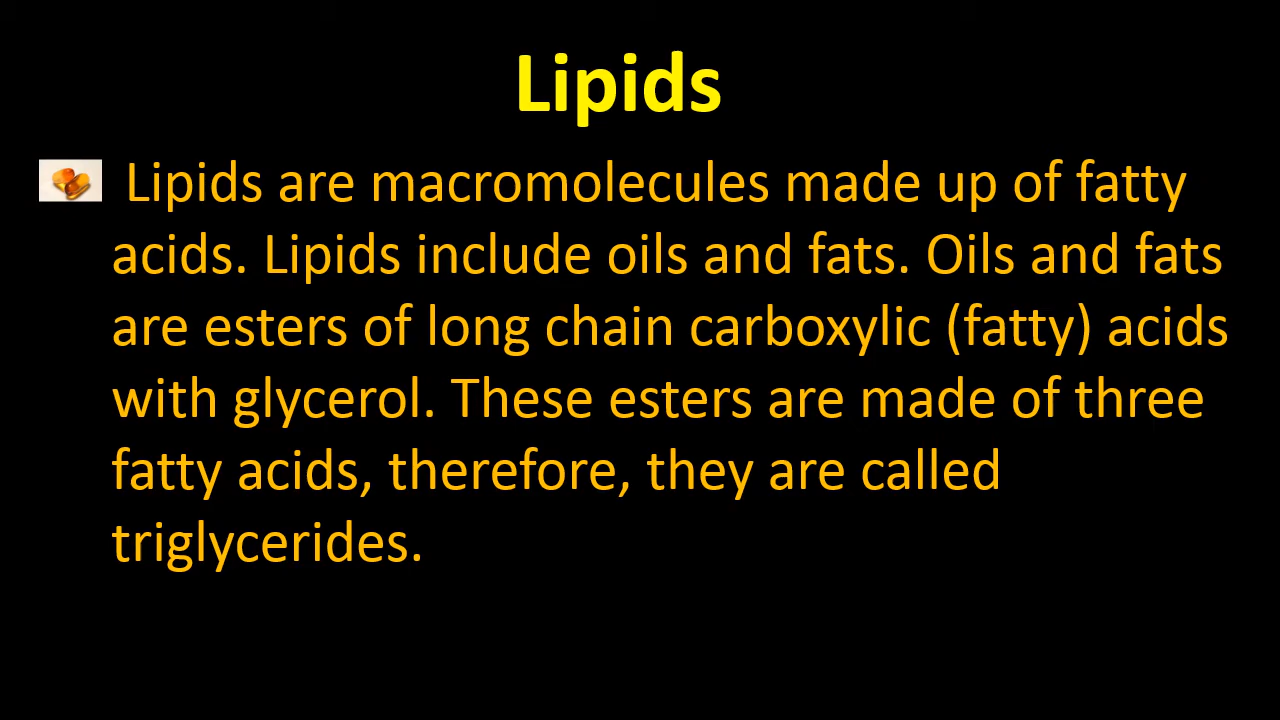 Lipids
Lipids are macromolecules made up of fatty
acids. Lipids include oils and fats. Oils and fats
are esters of long chain carboxylic (fatty) acids
with glycerol. These esters are made of three
fatty acids, therefore, they are called
triglycerides.